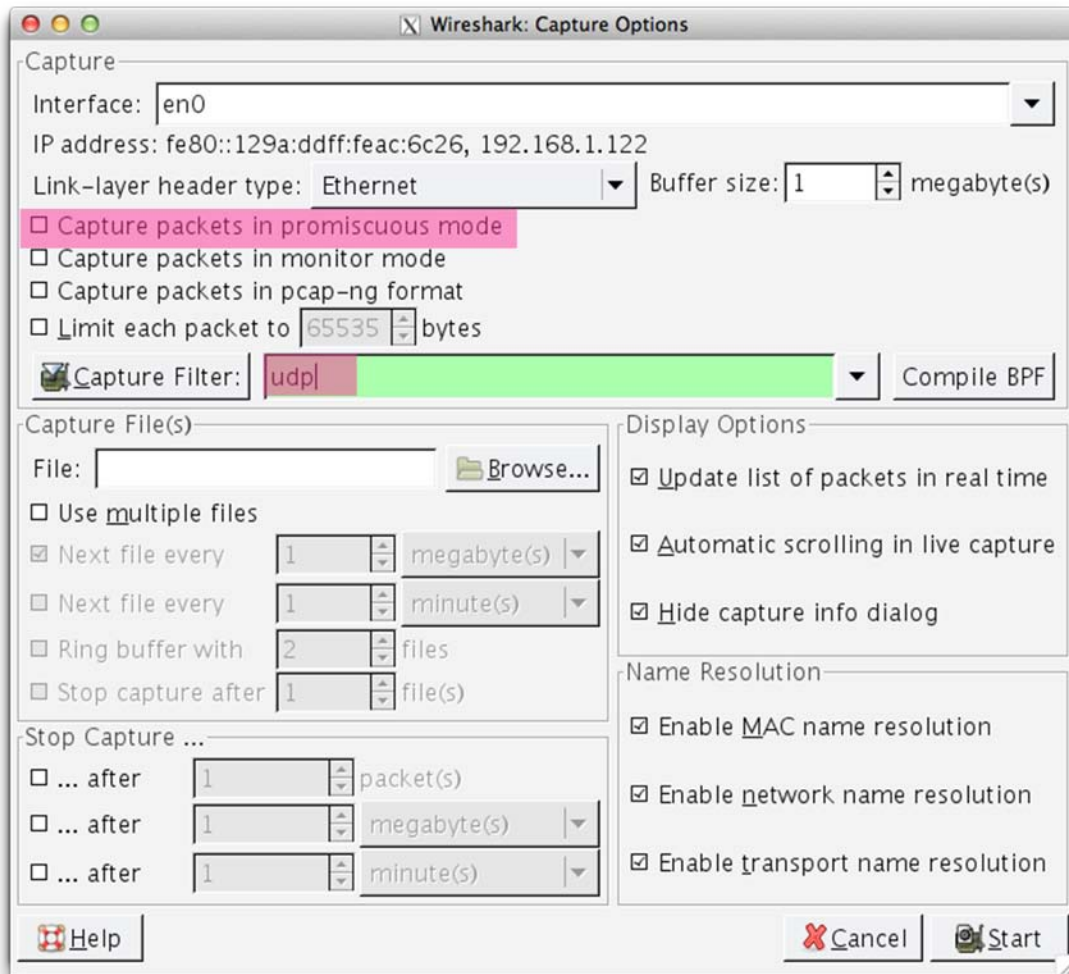 Wireshark: Capture Options
Capture
Interface: en0
IP address: fe80::129a:ddff:feac:6c26, 192.168.1.122
Link-layer header type: Ethernet Buffer size: 1 megabyte(s)
Capture packets in promiscuous mode
Capture packets in monitor mode
Capture packets in pcap-ng format
Limit each packet to 65535 bytes
Capture Filter: udp Compile BPF
Capture File(s)
File: Browse...
Use multiple files
Next file every 1 megabyte(s)
Next file every 1 minute(s)
Ring buffer with 2 files
Stop capture after 1 file(s)
Stop Capture ...
... after 1 packet(s)
... after 1 megabyte(s)
... after 1 minute(s)
Display Options
Update list of packets in real time
Automatic scrolling in live capture
Hide capture info dialog
Name Resolution
Enable MAC name resolution
Enable network name resolution
Enable transport name resolution
Help Cancel Start